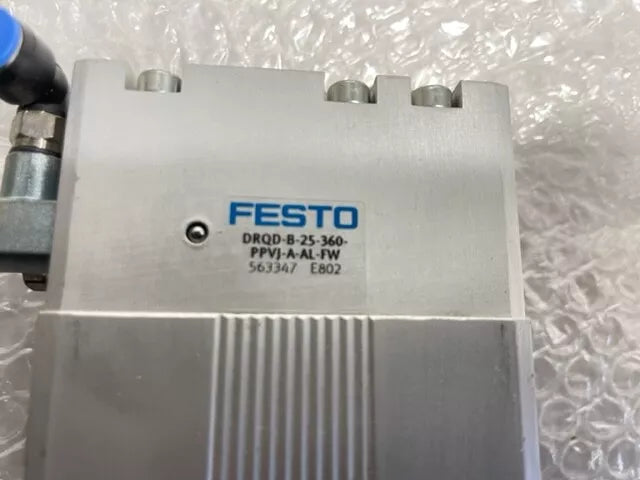 FESTO
DRQD-B-25-360-
PPVJ-A-AL-FW
563347 E802